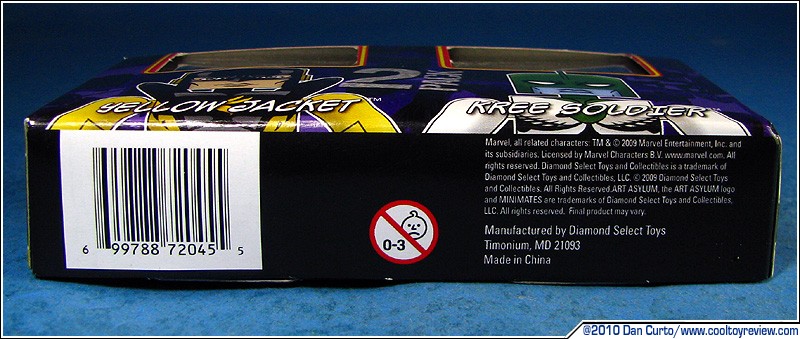 2
PACK
YELLOW JACKET™
KREE SOLDIER™
Marvel, all related characters: TM & © 2009 Marvel Entertainment, Inc. and
its subsidiaries. Licensed by Marvel Characters B.V. www.marvel.com. All
rights reserved. Diamond Select Toys and Collectibles is a trademark of
Diamond Select Toys and Collectibles, LLC. © 2009 Diamond Select Toys
and Collectibles. All Rights Reserved. ART ASYLUM, the ART ASYLUM logo
and MINIMATES are trademarks of Diamond Select Toys and Collectibles,
LLC. All rights reserved. Final product may vary.
Manufactured by Diamond Select Toys
Timonium, MD 21093
Made in China
0-3
6 99788 72045 5
©2010 Dan Curto/www.cooltoyreview.com